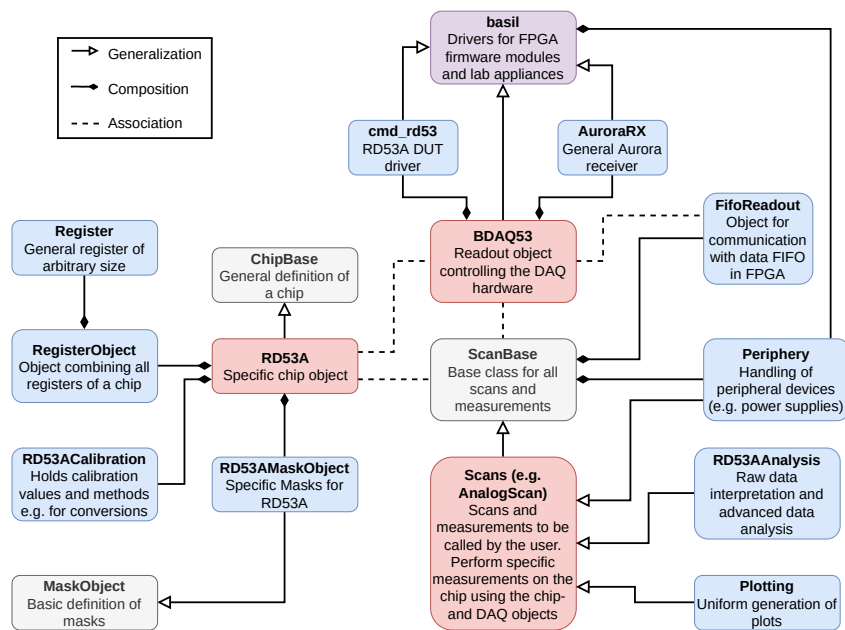 basil
Drivers for FPGA
firmware modules
and lab appliances
Generalization
Composition
Association
cmd_rd53
RD53A DUT
driver
AuroraRX
General Aurora
receiver
Register
General register of
arbitrary size
ChipBase
General definition of
a chip
BDAQ53
Readout object
controlling the DAQ
hardware
FifoReadout
Object for
communication
with data FIFO
in FPGA
RegisterObject
Object combining all
registers of a chip
RD53A
Specific chip object
ScanBase
Base class for all
scans and
measurements
Periphery
Handling of
peripheral devices
(e.g. power supplies)
RD53ACalibration
Holds calibration
values and methods
e.g. for conversions
RD53AMaskObject
Specific Masks for
RD53A
Scans (e.g.
AnalogScan)
Scans and
measurements to be
called by the user.
Perform specific
measurements on the
chip using the chip-
and DAQ objects
RD53AAnalysis
Raw data
interpretation and
advanced data
analysis
MaskObject
Basic definition of
masks
Plotting
Uniform generation of
plots